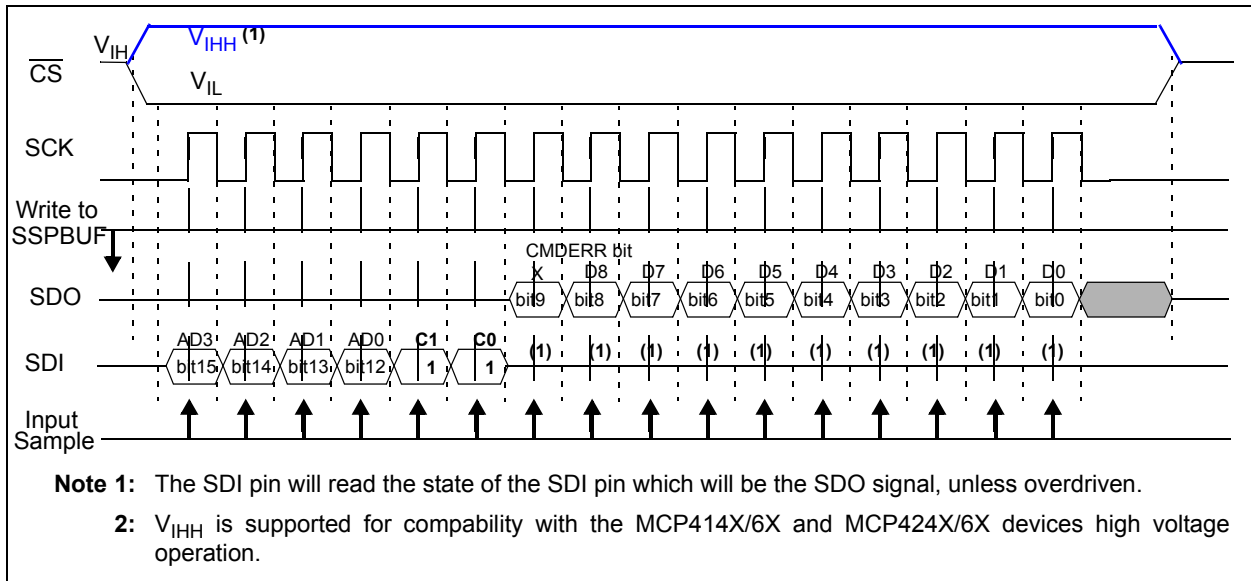 VIHH (1)
VIH
CS
VIL
SCK
Write to
SSPBUF
CMDERR bit
X D8 D7 D6 D5 D4 D3 D2 D1 D0
SDO bit9 bit8 bit7 bit6 bit5 bit4 bit3 bit2 bit1 bit0
AD3 AD2 AD1 AD0 C1 C0 (1) (1) (1) (1) (1) (1) (1) (1) (1) (1)
SDI bit15 bit14 bit13 bit12 1 1
Input
Sample
Note 1: The SDI pin will read the state of the SDI pin which will be the SDO signal, unless overdriven.
2: VIHH is supported for compability with the MCP414X/6X and MCP424X/6X devices high voltage
operation.